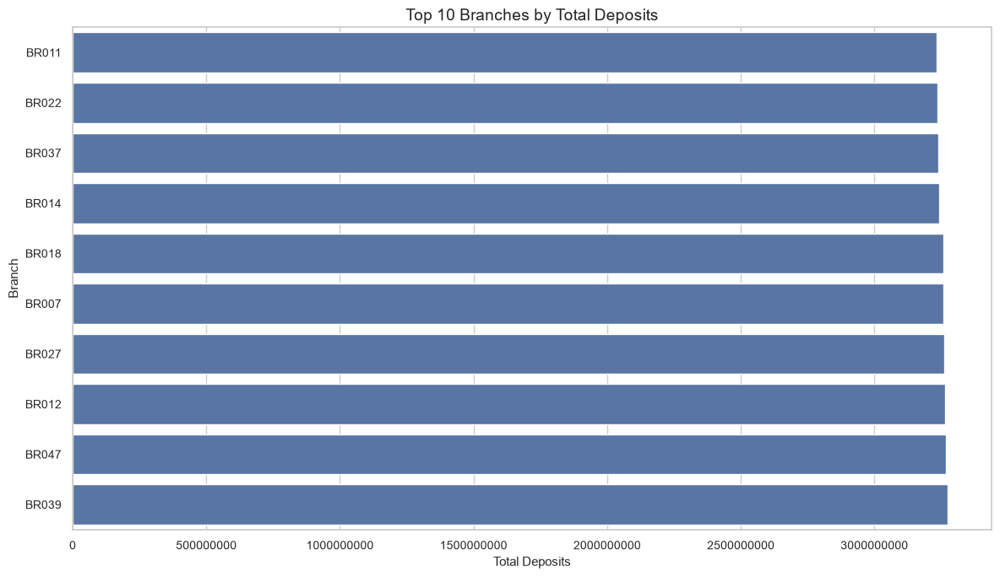 Top 10 Branches by Total Deposits
Branch
BR011
BR022
BR037
BR014
BR018
BR007
BR027
BR012
BR047
BR039
0 500000000 1000000000 1500000000 2000000000 2500000000 3000000000
Total Deposits